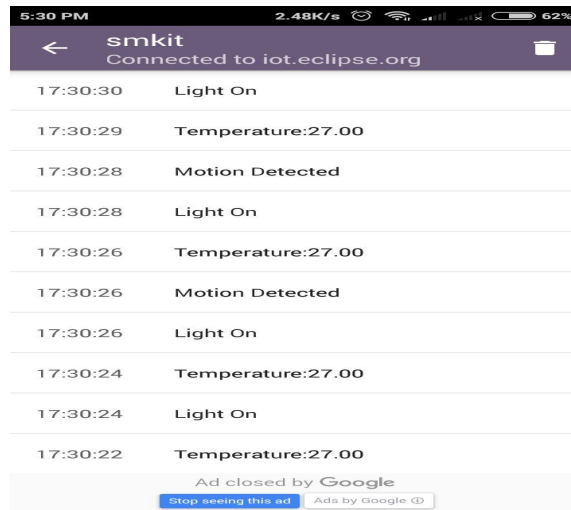 5:30 PM 2.48K/s 62%
smkit
Connected to iot.eclipse.org
17:30:30 Light On
17:30:29 Temperature:27.00
17:30:28 Motion Detected
17:30:28 Light On
17:30:26 Temperature:27.00
17:30:26 Motion Detected
17:30:26 Light On
17:30:24 Temperature:27.00
17:30:24 Light On
17:30:22 Temperature:27.00
Ad closed by Google
Stop seeing this ad Ads by Google